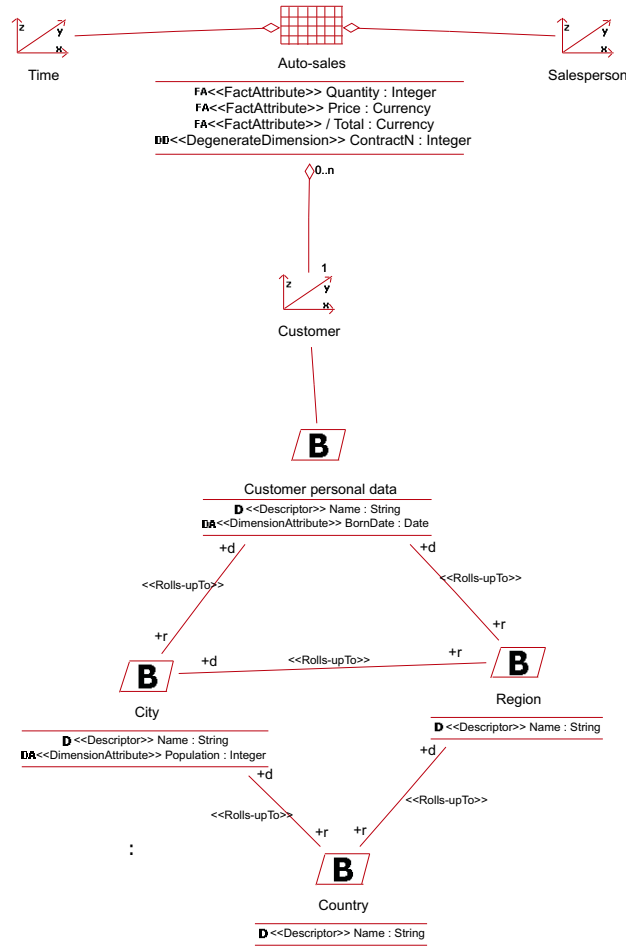 z y x
z y x
Time
Auto-sales
Salesperson
FA<<FactAttribute>> Quantity : Integer
FA<<FactAttribute>> Price : Currency
FA<<FactAttribute>> / Total : Currency
DD<<DegenerateDimension>> ContractN : Integer
0..n
1
z y x
Customer
B
Customer personal data
D <<Descriptor>> Name : String
DA<<DimensionAttribute>> BornDate : Date
+d +d
<<Rolls-upTo>> <<Rolls-upTo>>
+r +r
B +d <<Rolls-upTo>> +r B
City
Region
D <<Descriptor>> Name : String
DA<<DimensionAttribute>> Population : Integer
D <<Descriptor>> Name : String
+d +d
<<Rolls-upTo>> <<Rolls-upTo>>
+r +r
:
B
Country
D <<Descriptor>> Name : String